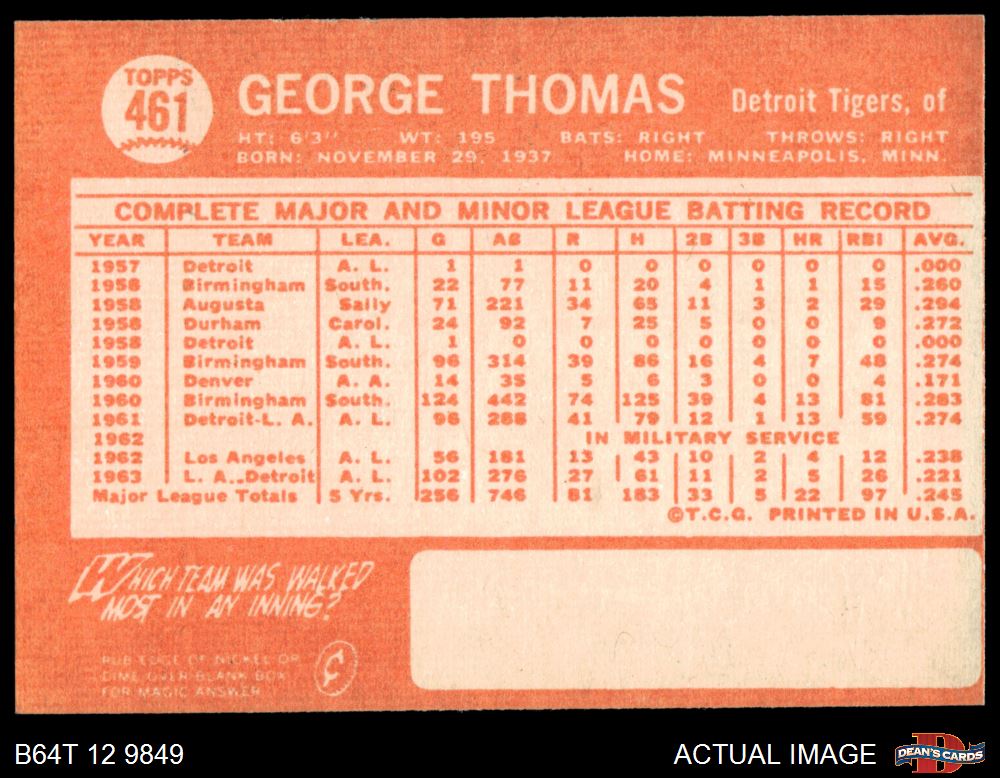 TOPPS
461
GEORGE THOMAS Detroit Tigers, of
HT: 6'3" WT: 195 BATS: RIGHT THROWS: RIGHT
BORN: NOVEMBER 29, 1937 HOME: MINNEAPOLIS, MINN.
COMPLETE MAJOR AND MINOR LEAGUE BATTING RECORD
YEAR TEAM LEA. G AB R H 2B 3B HR RBI AVG.
1957 Detroit A. L. 1 1 0 0 0 0 0 0 .000
1958 Birmingham South. 22 77 11 20 4 1 1 15 .260
1958 Augusta Sally 71 221 34 65 11 3 2 29 .294
1958 Durham Carol. 24 92 7 25 5 0 0 9 .272
1958 Detroit A. L. 1 0 0 0 0 0 0 0 .000
1959 Birmingham South. 96 314 39 86 16 4 7 48 .274
1960 Denver A. A. 14 35 5 6 3 0 0 4 .171
1960 Birmingham South. 124 442 74 125 39 4 13 81 .283
1961 Detroit-L. A. A. L. 96 288 41 79 12 1 13 59 .274
1962 IN MILITARY SERVICE
1962 Los Angeles A. L. 56 181 13 43 10 2 4 12 .238
1963 L. A.-Detroit A. L. 102 276 27 61 11 2 5 26 .221
Major League Totals 5 Yrs. 256 746 81 183 33 5 22 97 .245
©T.C.G. PRINTED IN U.S.A.
WHICH TEAM WAS WALKED
MOST IN AN INNING?
RUB EDGE OF NICKEL OR
DIME OVER BLANK BOX
FOR MAGIC ANSWER
¢
B64T 12 9849 ACTUAL IMAGE DEAN'S CARDS